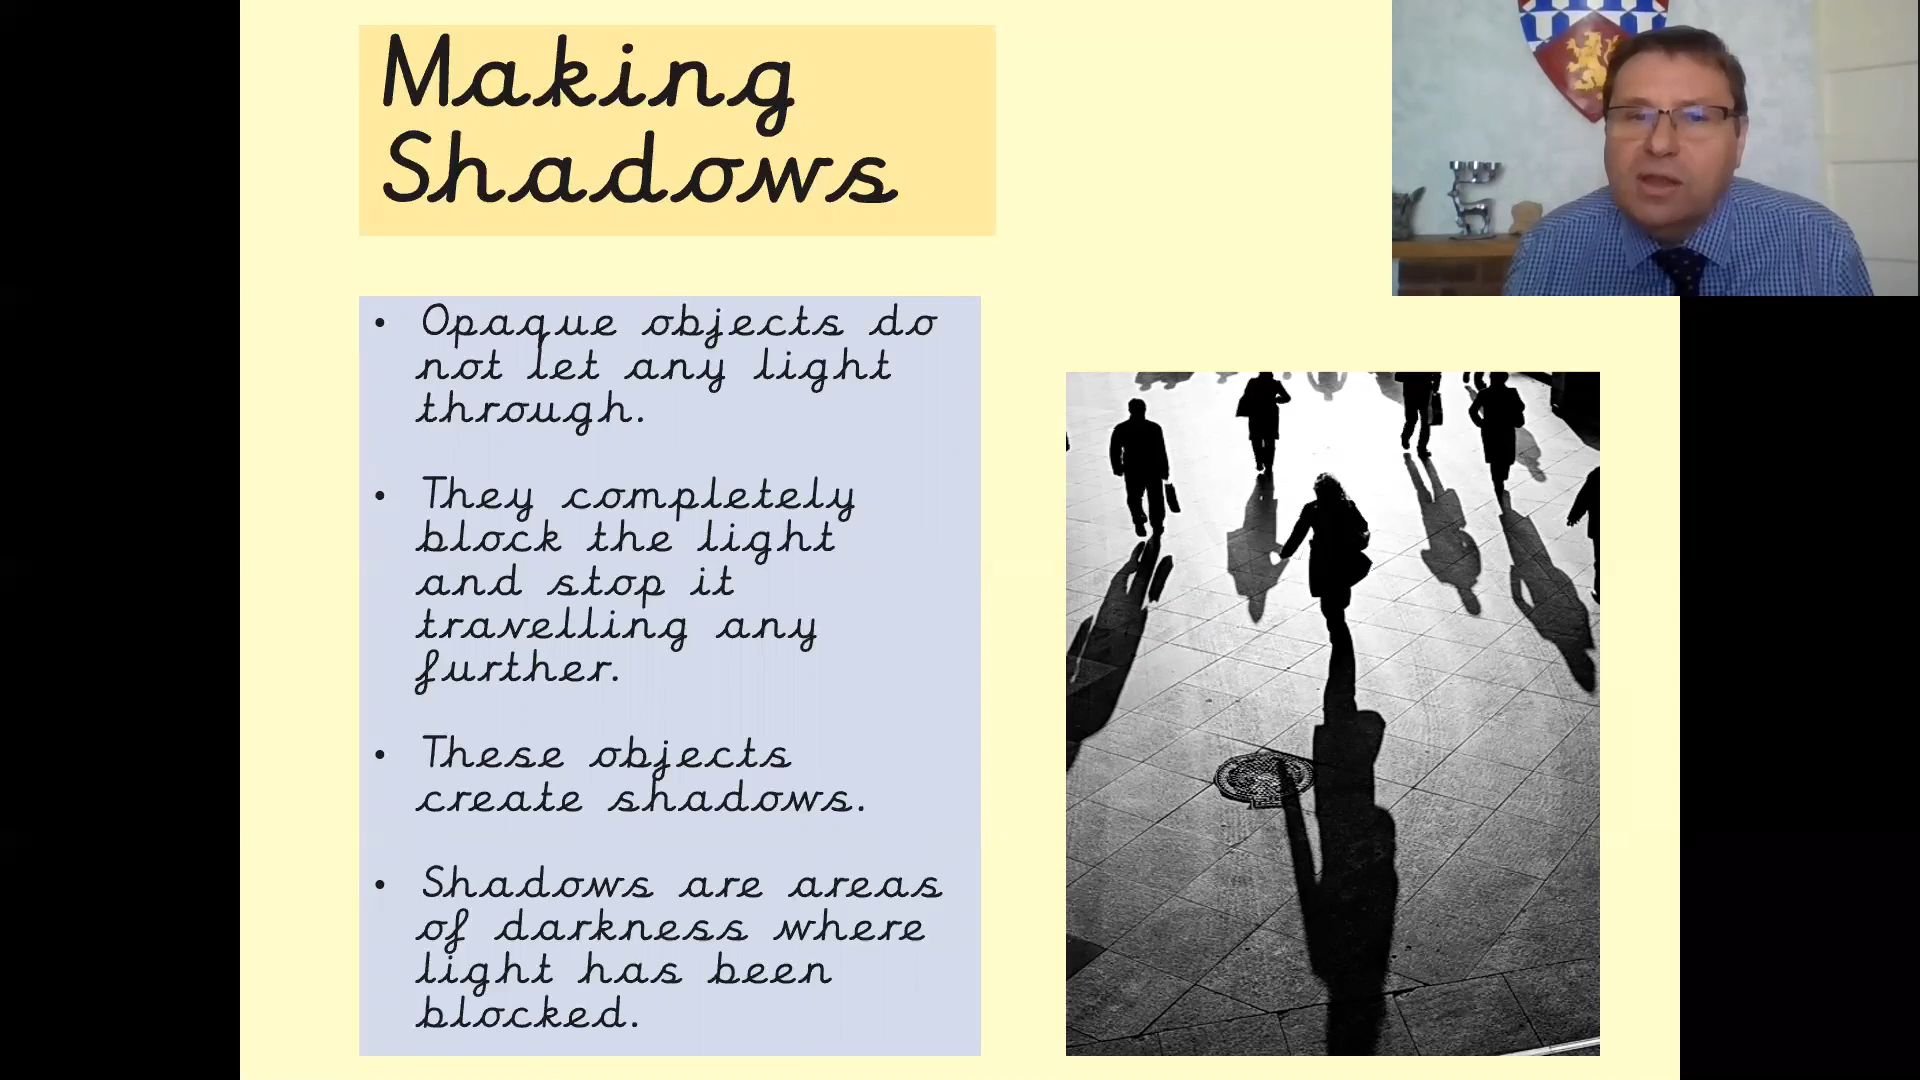 Making
Shadows
• Opaque objects do
not let any light
through.
• They completely
block the light
and stop it
travelling any
further.
• These objects
create shadows.
• Shadows are areas
of darkness where
light has been
blocked.